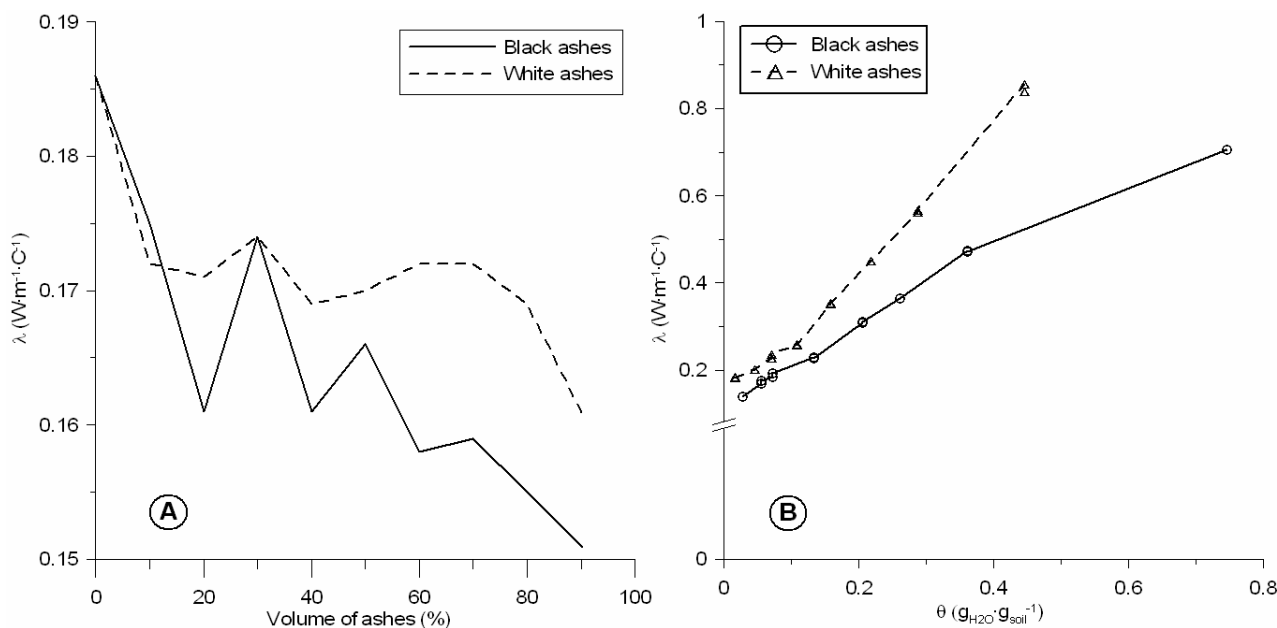 0.19
0.18
0.17
0.16
0.15
λ (W·m⁻¹·C⁻¹)
Black ashes
White ashes
A
0 20 40 60 80 100
Volume of ashes (%)
1
0.8
0.6
0.4
0.2
0
λ (W·m⁻¹·C⁻¹)
Black ashes
White ashes
B
0 0.2 0.4 0.6 0.8
θ (g_H2O·g_soil⁻¹)